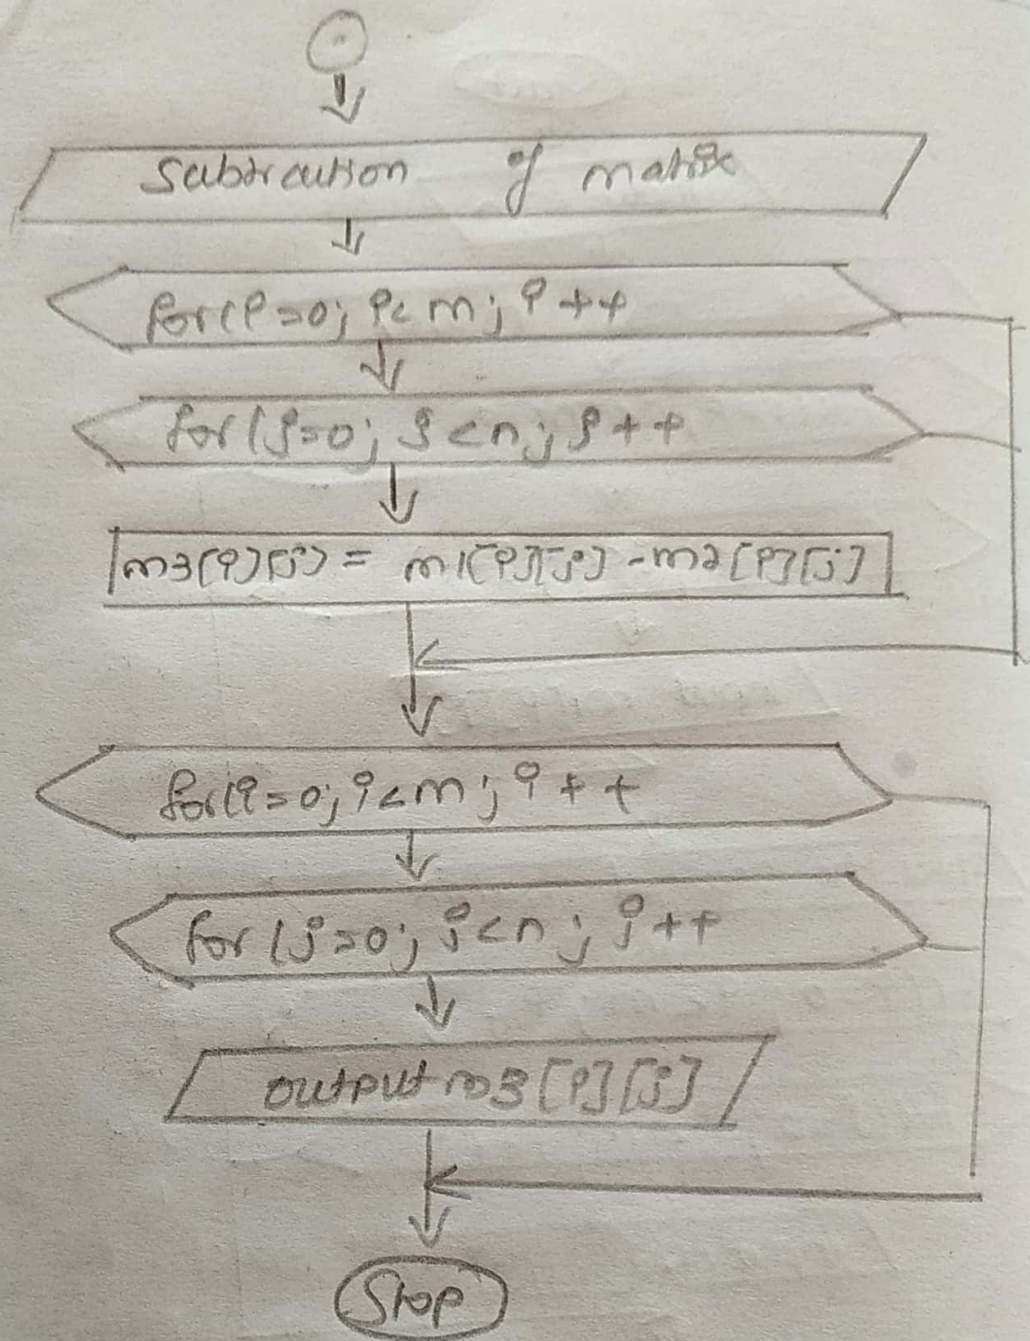 Subtraction of matrix
for(i=0; i<m; i++
for(j=0; j<n; j++
m3[i][j] = m1[i][j] - m2[i][j]
for(i=0; i<m; i++
for(j=0; j<n; j++
output m3[i][j]
Stop